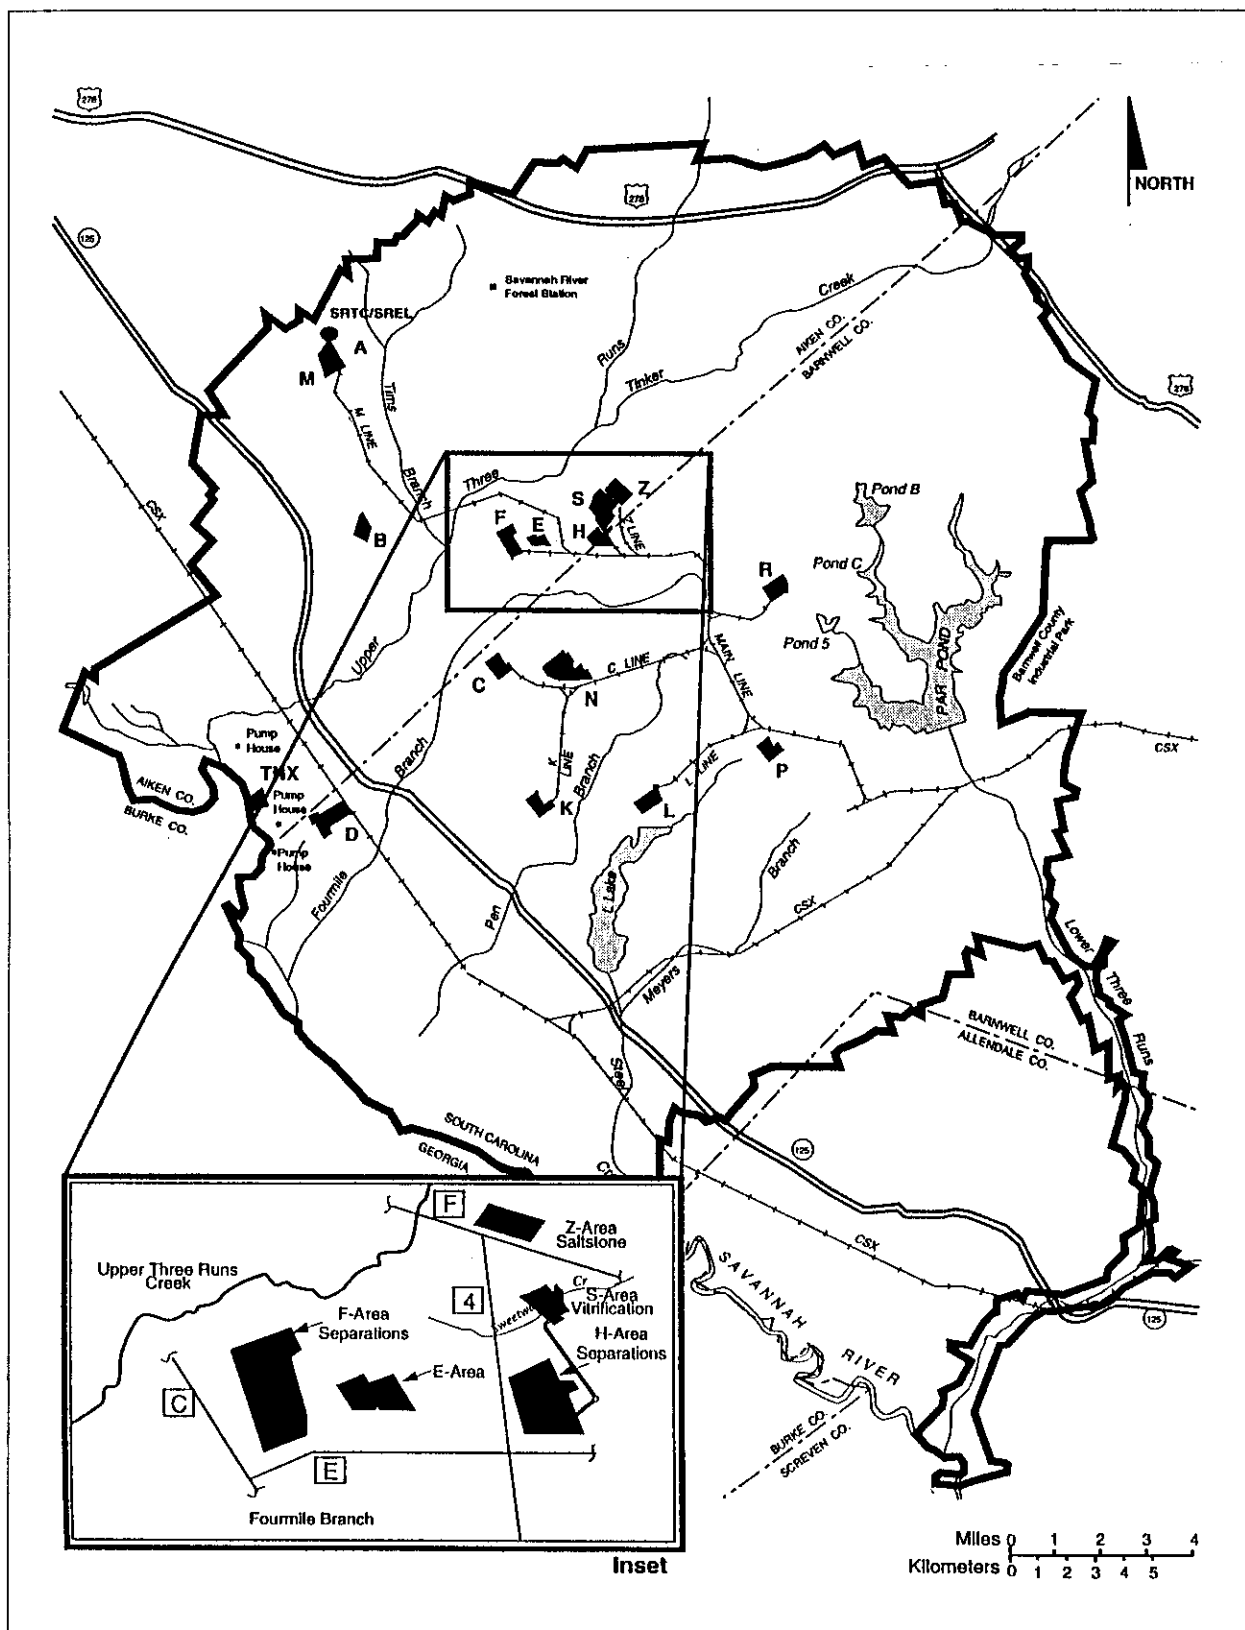 278
278
NORTH
125
Savannah River
Forest Station
Creek
SRTC/SREL
A
M
AIKEN CO.
BARNWELL CO.
Runs
Tinker
Tims
278
M LINE
Branch
Three
CSX
Z
S
Pond B
F
E
H
Z LINE
B
Pond C
R
Pond 5
Barnwell County
Industrial Park
Upper
MAIN LINE
C LINE
C
N
PAR POND
Pump
House
Branch
K
LINE
Branch
L LINE
P
CSX
TNX
AIKEN CO.
BURKE CO.
Pump
House
K
L
D
Pump
House
Branch
Fourmile
Pen
L Lake
CSX
Lower
Three
Runs
Meyers
BARNWELL CO.
ALLENDALE CO.
Steel
SOUTH CAROLINA
GEORGIA
125
F
Z-Area
Saltstone
CSX
Upper Three Runs
Creek
SAVANNAH
RIVER
4
Cr
S-Area
Vitrification
F-Area
Separations
H-Area
Separations
125
E-Area
C
BURKE CO.
SCREVEN CO.
E
Fourmile Branch
Inset
Miles 0 1 2 3 4
Kilometers 0 1 2 3 4 5